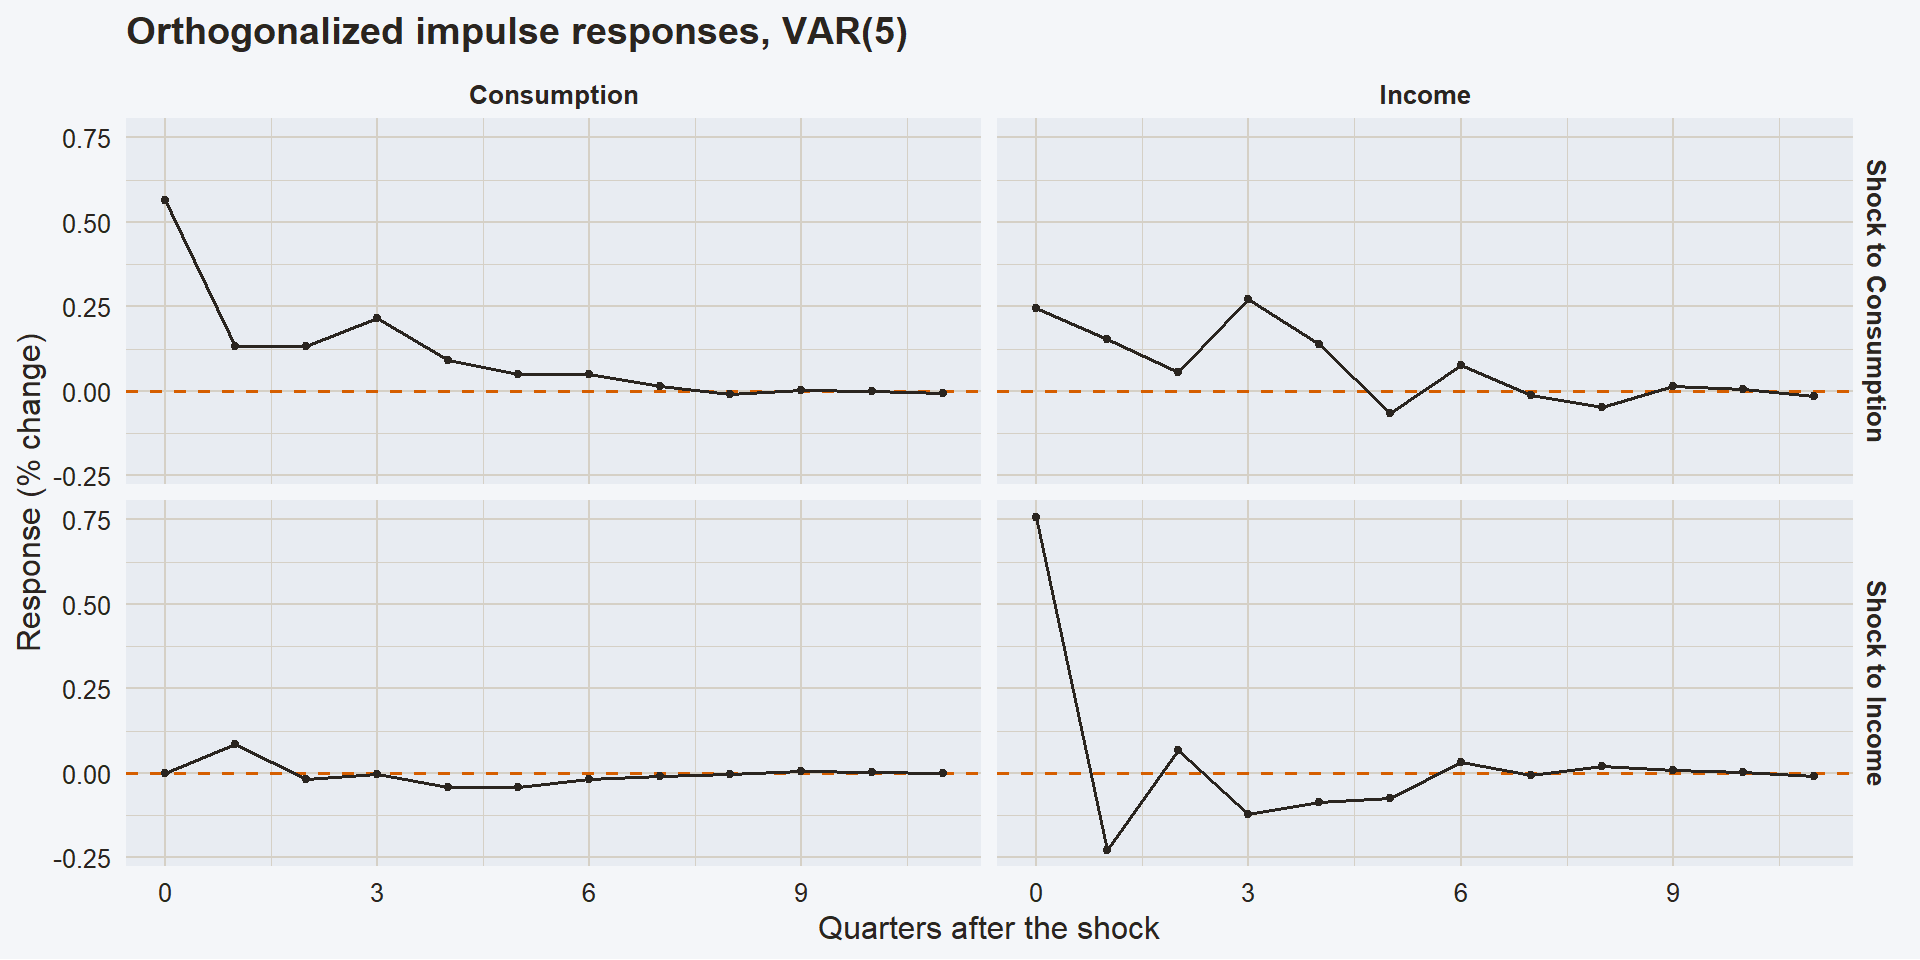 Orthogonalized impulse responses, VAR(5)
Consumption
Income
0.75
0.50
0.25
0.00
-0.25
Shock to Consumption
Response (% change)
0.75
0.50
0.25
0.00
-0.25
Shock to Income
0 3 6 9
0 3 6 9
Quarters after the shock